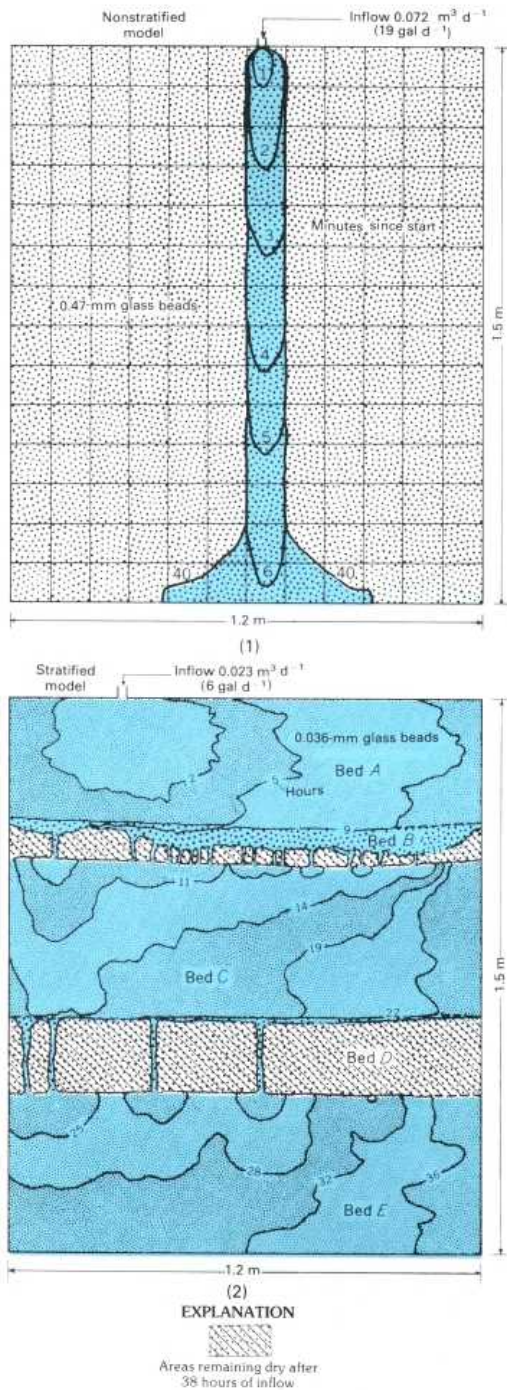 Nonstratified
model
Inflow 0.072 m³ d⁻¹
(19 gal d⁻¹)
1
2
3
Minutes since start
0.47-mm glass beads
4
5
6
40
40
1.5 m
1.2 m
(1)
Stratified
model
Inflow 0.023 m³ d⁻¹
(6 gal d⁻¹)
0.036-mm glass beads
Bed A
2
5
Hours
9
Bed B
11
14
19
Bed C
22
Bed D
25
28
32
36
Bed E
1.5 m
1.2 m
(2)
EXPLANATION
Areas remaining dry after
38 hours of inflow